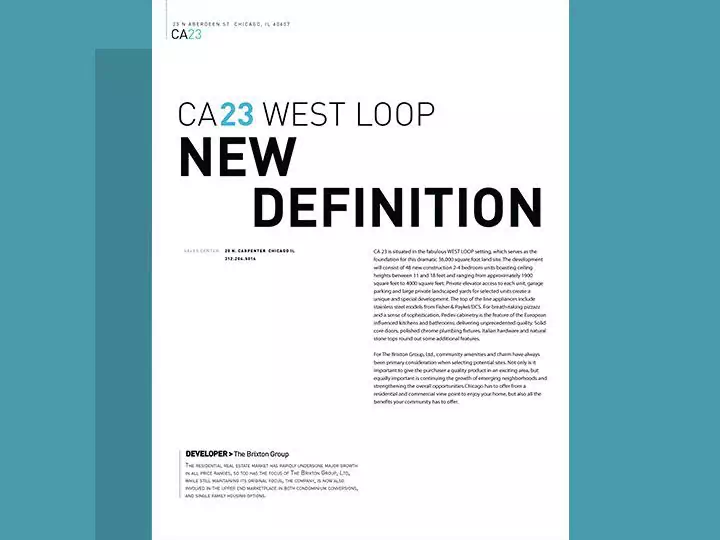 23 N ABERDEEN ST. CHICAGO, IL 60607
CA23
CA23 WEST LOOP
NEW
DEFINITION
SALES CENTER 20 N. CARPENTER CHICAGO IL
312.204.5014
CA 23 is situated in the fabulous WEST LOOP setting, which serves as the
foundation for this dramatic 36,000 square foot land site. The development
will consist of 48 new construction 2-4 bedroom units boasting ceiling
heights between 11 and 18 feet and ranging from approximately 1900
square feet to 4000 square feet. Private elevator access to each unit, garage
parking and large private landscaped yards for selected units create a
unique and special development. The top of the line appliances include
stainless steel models from Fisher & Paykel/DCS. For breathtaking pizzazz
and a sense of sophistication, Pedini cabinetry is the feature of the European
influenced kitchens and bathrooms; delivering unprecedented quality. Solid
core doors, polished chrome plumbing fixtures, Italian hardware and natural
stone tops round out some additional features.
For The Brixton Group, Ltd., community amenities and charm have always
been primary consideration when selecting potential sites. Not only is it
important to give the purchaser a quality product in an exciting area, but
equally important is continuing the growth of emerging neighborhoods and
strengthening the overall opportunities Chicago has to offer from a
residential and commercial view point to enjoy your home, but also all the
benefits your community has to offer.
DEVELOPER > The Brixton Group
THE RESIDENTIAL REAL ESTATE MARKET HAS RAPIDLY UNDERGONE MAJOR GROWTH
IN ALL PRICE RANGES, SO TOO HAS THE FOCUS OF THE BRIXTON GROUP, LTD,
WHILE STILL MAINTAINING ITS ORIGINAL FOCUS, THE COMPANY, IS NOW ALSO
INVOLVED IN THE UPPER END MARKETPLACE IN BOTH CONDOMINIUM CONVERSIONS,
AND SINGLE FAMILY HOUSING OPTIONS.